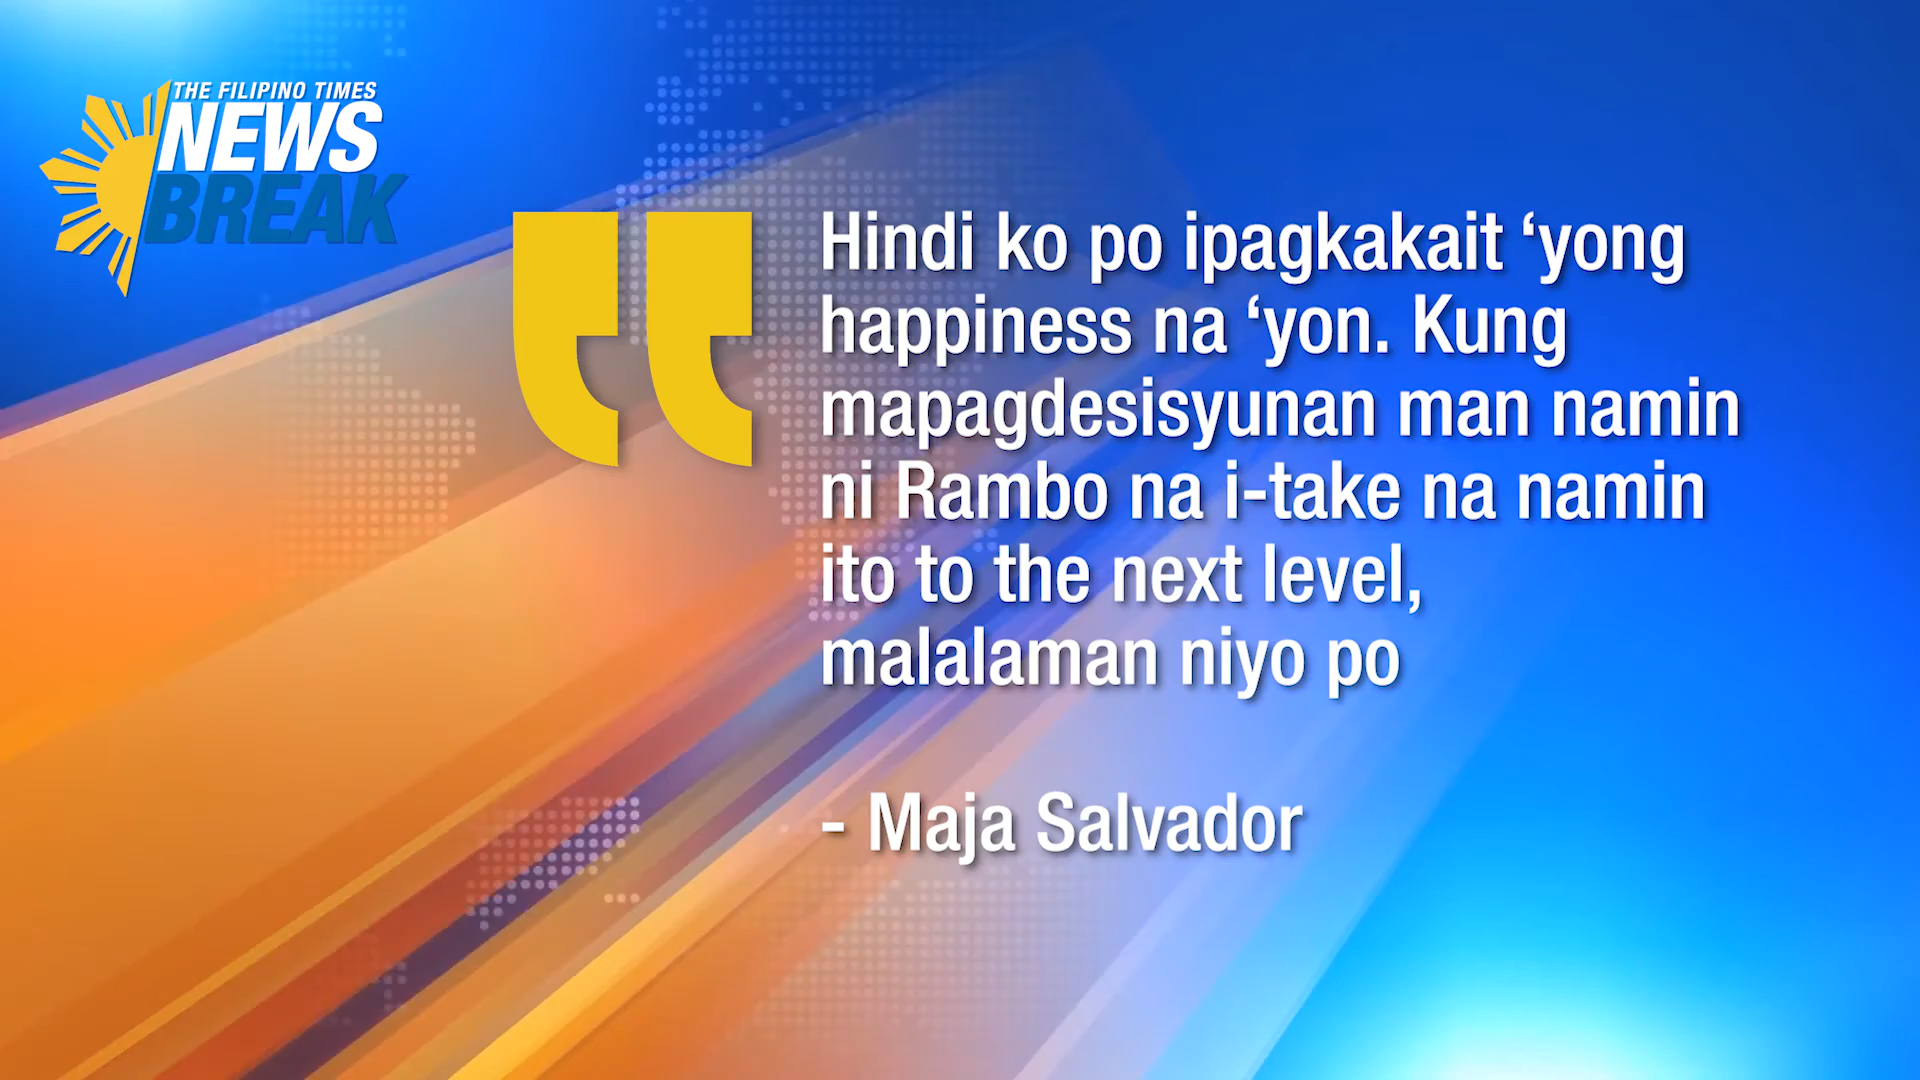 THE FILIPINO TIMES
NEWS
BREAK
Hindi ko po ipagkakait ‘yong
happiness na ‘yon. Kung
mapagdesisyunan man namin
ni Rambo na i-take na namin
ito to the next level,
malalaman niyo po
- Maja Salvador